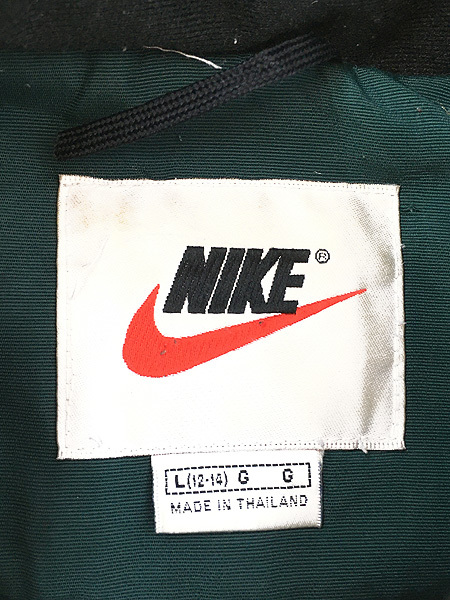 NIKE®
L(12-14) G G
MADE IN THAILAND